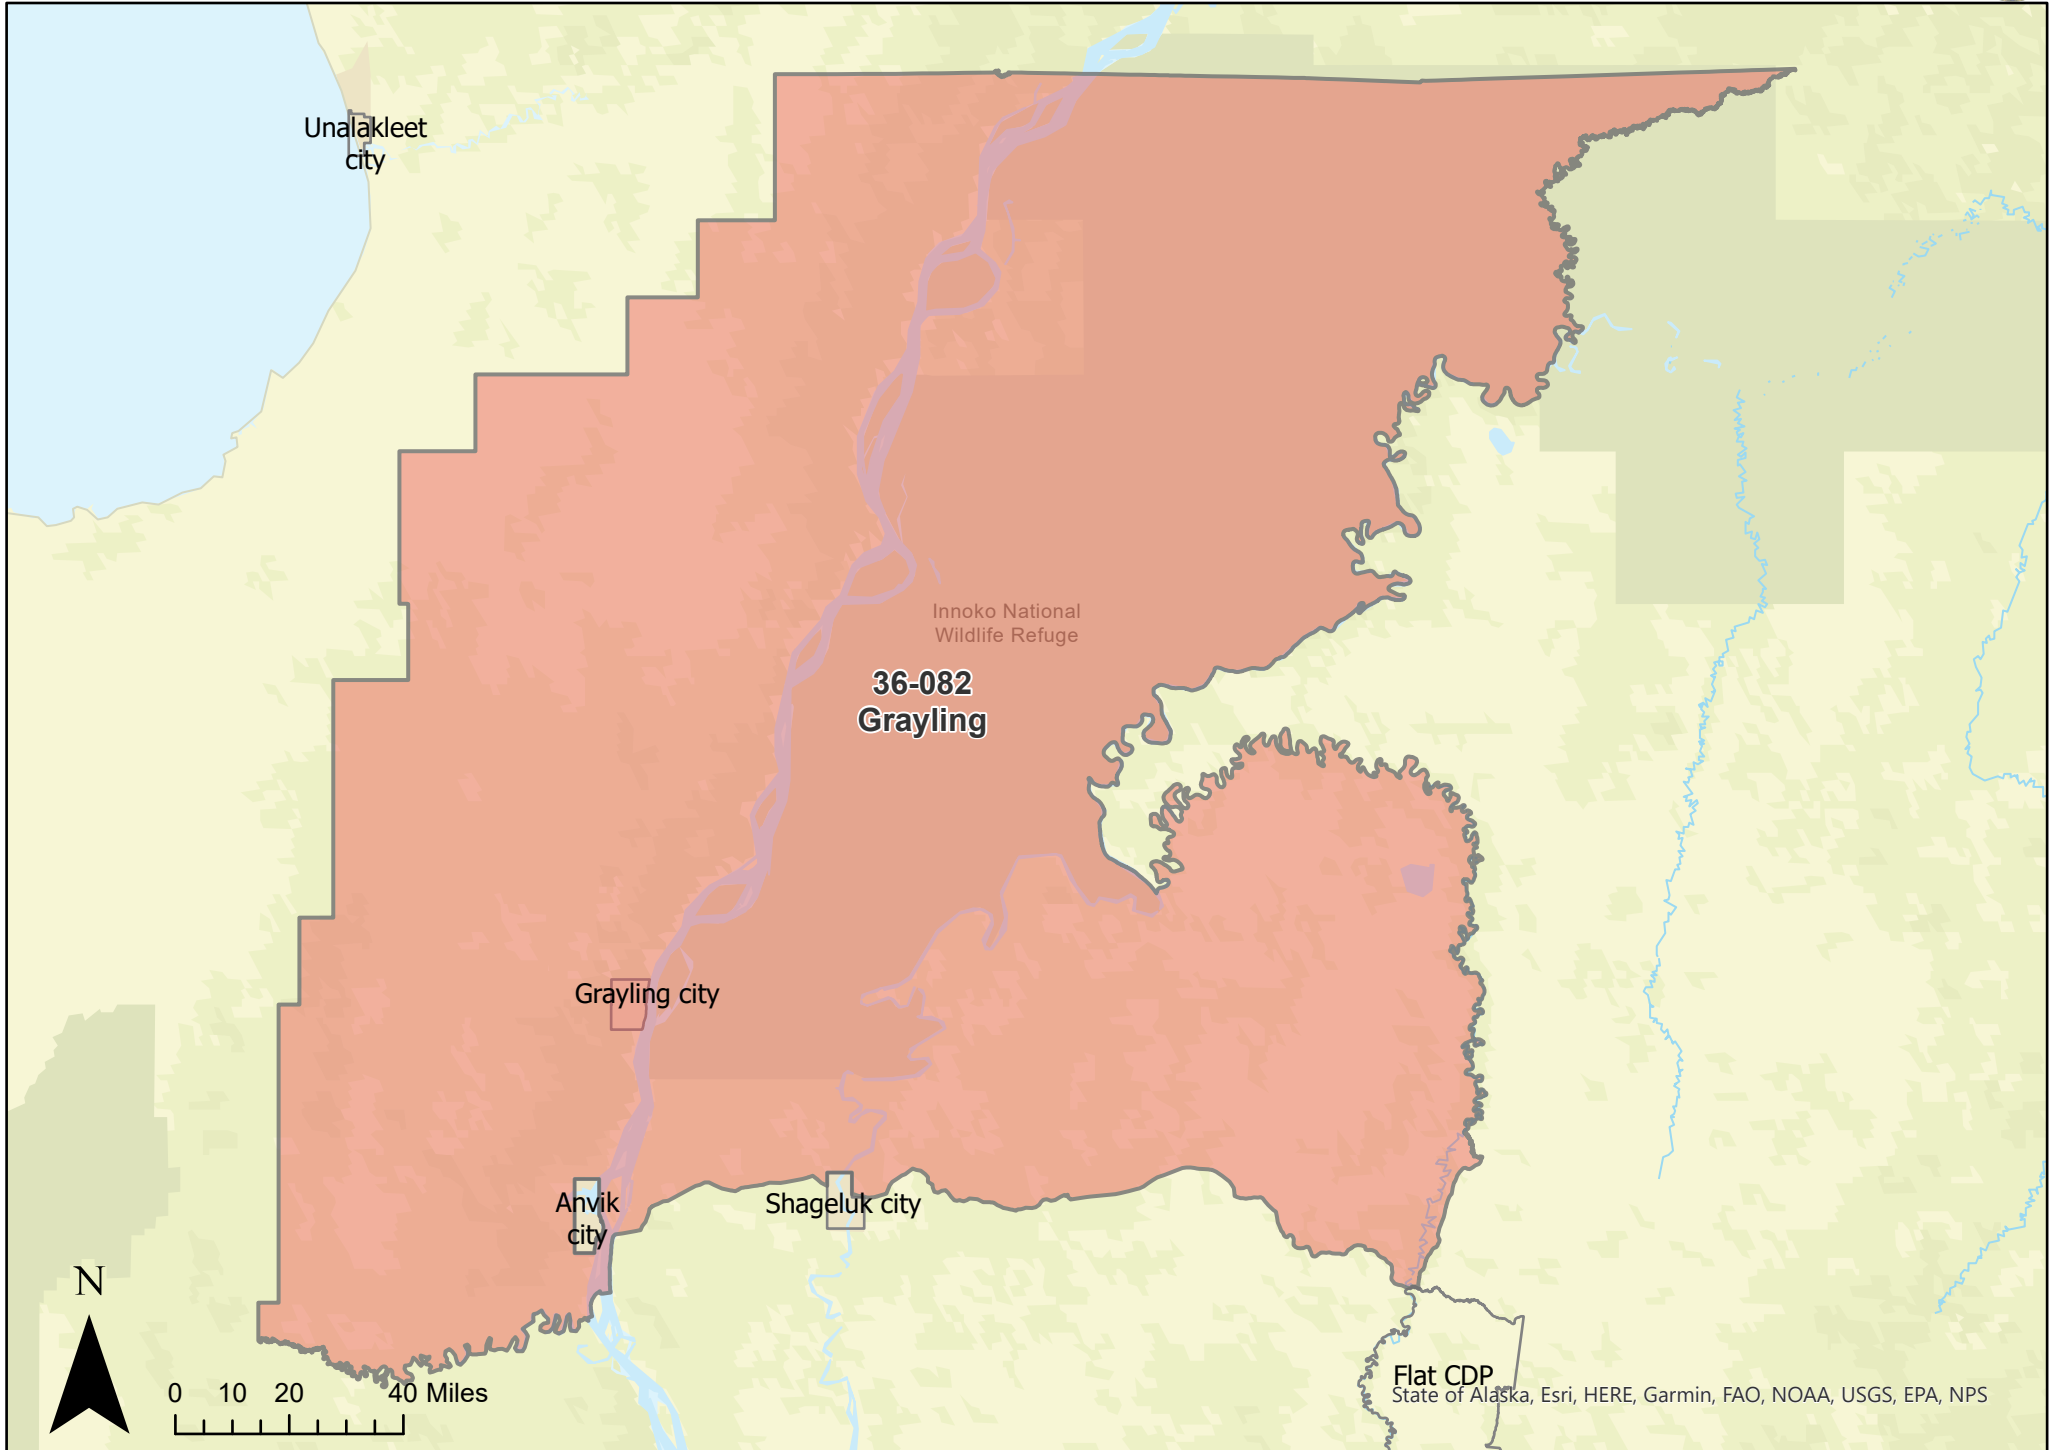 Unalakleet
city
Innoko National
Wildlife Refuge
36-082
Grayling
Grayling city
Anvik
city
Shageluk city
N
0 10 20 40 Miles
Flat CDP
State of Alaska, Esri, HERE, Garmin, FAO, NOAA, USGS, EPA, NPS